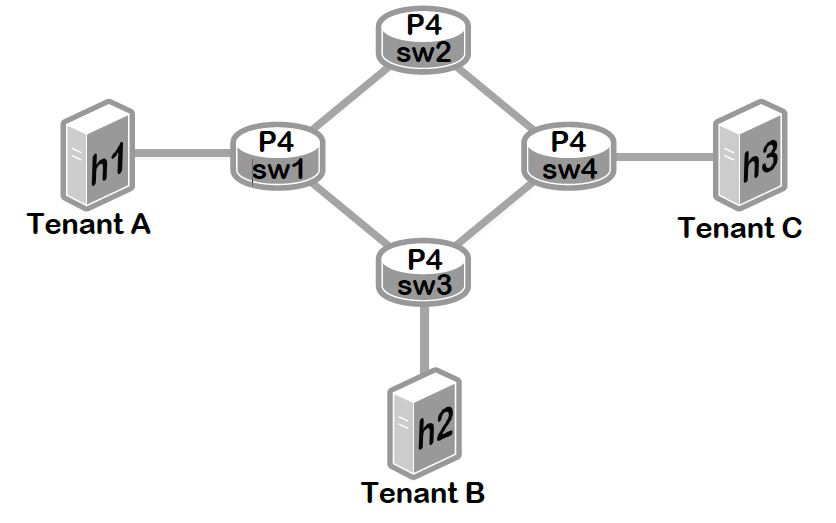 P4
sw2
h1
P4
sw1
P4
sw4
h3
Tenant A
Tenant C
P4
sw3
h2
Tenant B